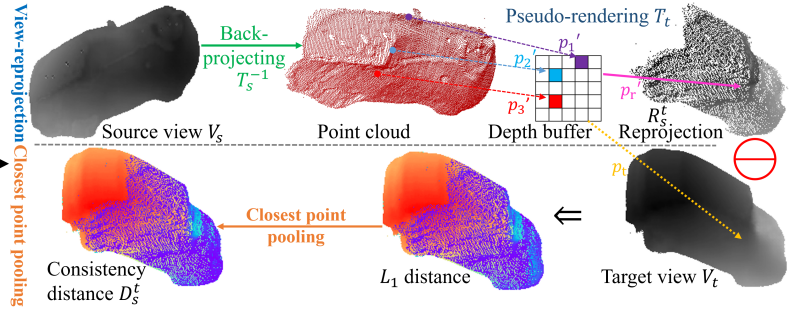 View-reprojection
Back-
projecting
$T_s^{-1}$
Source view $V_s$
Point cloud
Pseudo-rendering $T_t$
$p_1'$
$p_2'$
$p_3'$
Depth buffer
$p_r'$
$R_s^t$
Reprojection
Closest point pooling
Consistency
distance $D_s^t$
Closest point
pooling
$L_1$ distance
⇐
$p_t$
Target view $V_t$